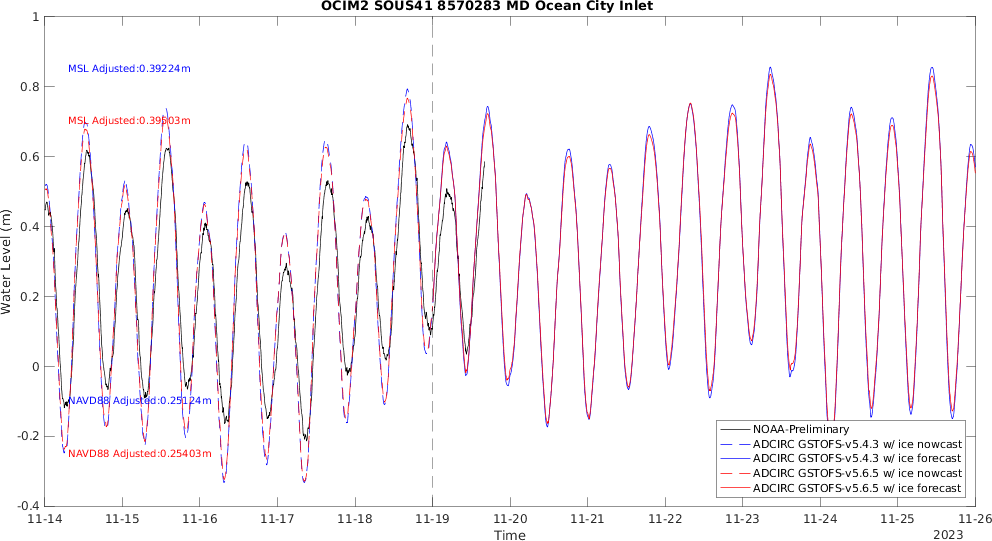 OCIM2 SOUS41 8570283 MD Ocean City Inlet
Water Level (m)
1
0.8
0.6
0.4
0.2
0
-0.2
-0.4
MSL Adjusted:0.39224m
MSL Adjusted:0.39503m
NAVD88 Adjusted:0.25124m
NAVD88 Adjusted:0.25403m
NOAA-Preliminary
ADCIRC GSTOFS-v5.4.3 w/ ice nowcast
ADCIRC GSTOFS-v5.4.3 w/ ice forecast
ADCIRC GSTOFS-v5.6.5 w/ ice nowcast
ADCIRC GSTOFS-v5.6.5 w/ ice forecast
11-14 11-15 11-16 11-17 11-18 11-19 11-20 11-21 11-22 11-23 11-24 11-25 11-26
Time
2023